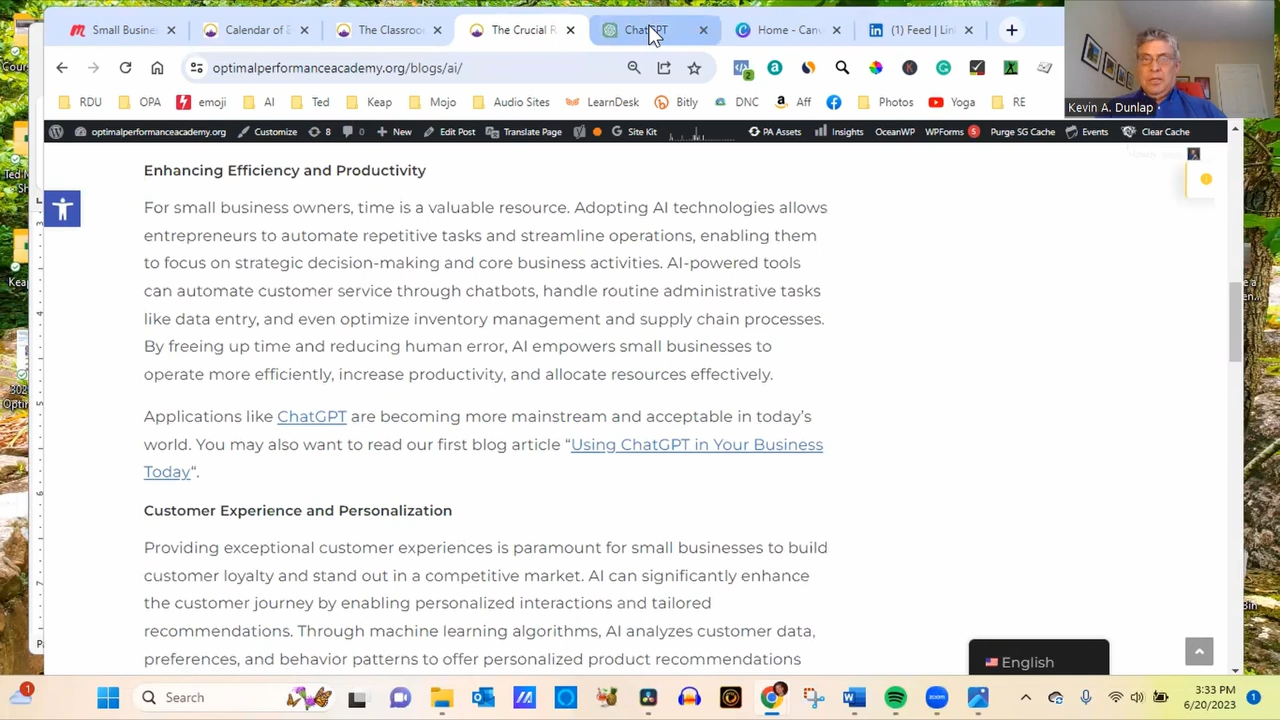 Small Busines
Calendar of E
The Classroo
The Crucial R
ChatGPT
Home - Can
(1) Feed | Lin
optimalperformanceacademy.org/blogs/ai/
2
Kevin A. Dunlap
RDU
OPA
emoji
AI
Ted
Keap
Mojo
Audio Sites
LearnDesk
Bitly
DNC
Aff
Photos
Yoga
RE
optimalperformanceacademy.org
Customize
8
0
New
Edit Post
Translate Page
Site Kit
PA Assets
Insights
OceanWP
WPForms 5
Purge SG Cache
Events
Clear Cache
Enhancing Efficiency and Productivity
For small business owners, time is a valuable resource. Adopting AI technologies allows
entrepreneurs to automate repetitive tasks and streamline operations, enabling them
to focus on strategic decision-making and core business activities. AI-powered tools
can automate customer service through chatbots, handle routine administrative tasks
like data entry, and even optimize inventory management and supply chain processes.
By freeing up time and reducing human error, AI empowers small businesses to
operate more efficiently, increase productivity, and allocate resources effectively.
Applications like ChatGPT are becoming more mainstream and acceptable in today’s
world. You may also want to read our first blog article “Using ChatGPT in Your Business
Today“.
Customer Experience and Personalization
Providing exceptional customer experiences is paramount for small businesses to build
customer loyalty and stand out in a competitive market. AI can significantly enhance
the customer journey by enabling personalized interactions and tailored
recommendations. Through machine learning algorithms, AI analyzes customer data,
preferences, and behavior patterns to offer personalized product recommendations
English
1
Search
3:33 PM
6/20/2023
1